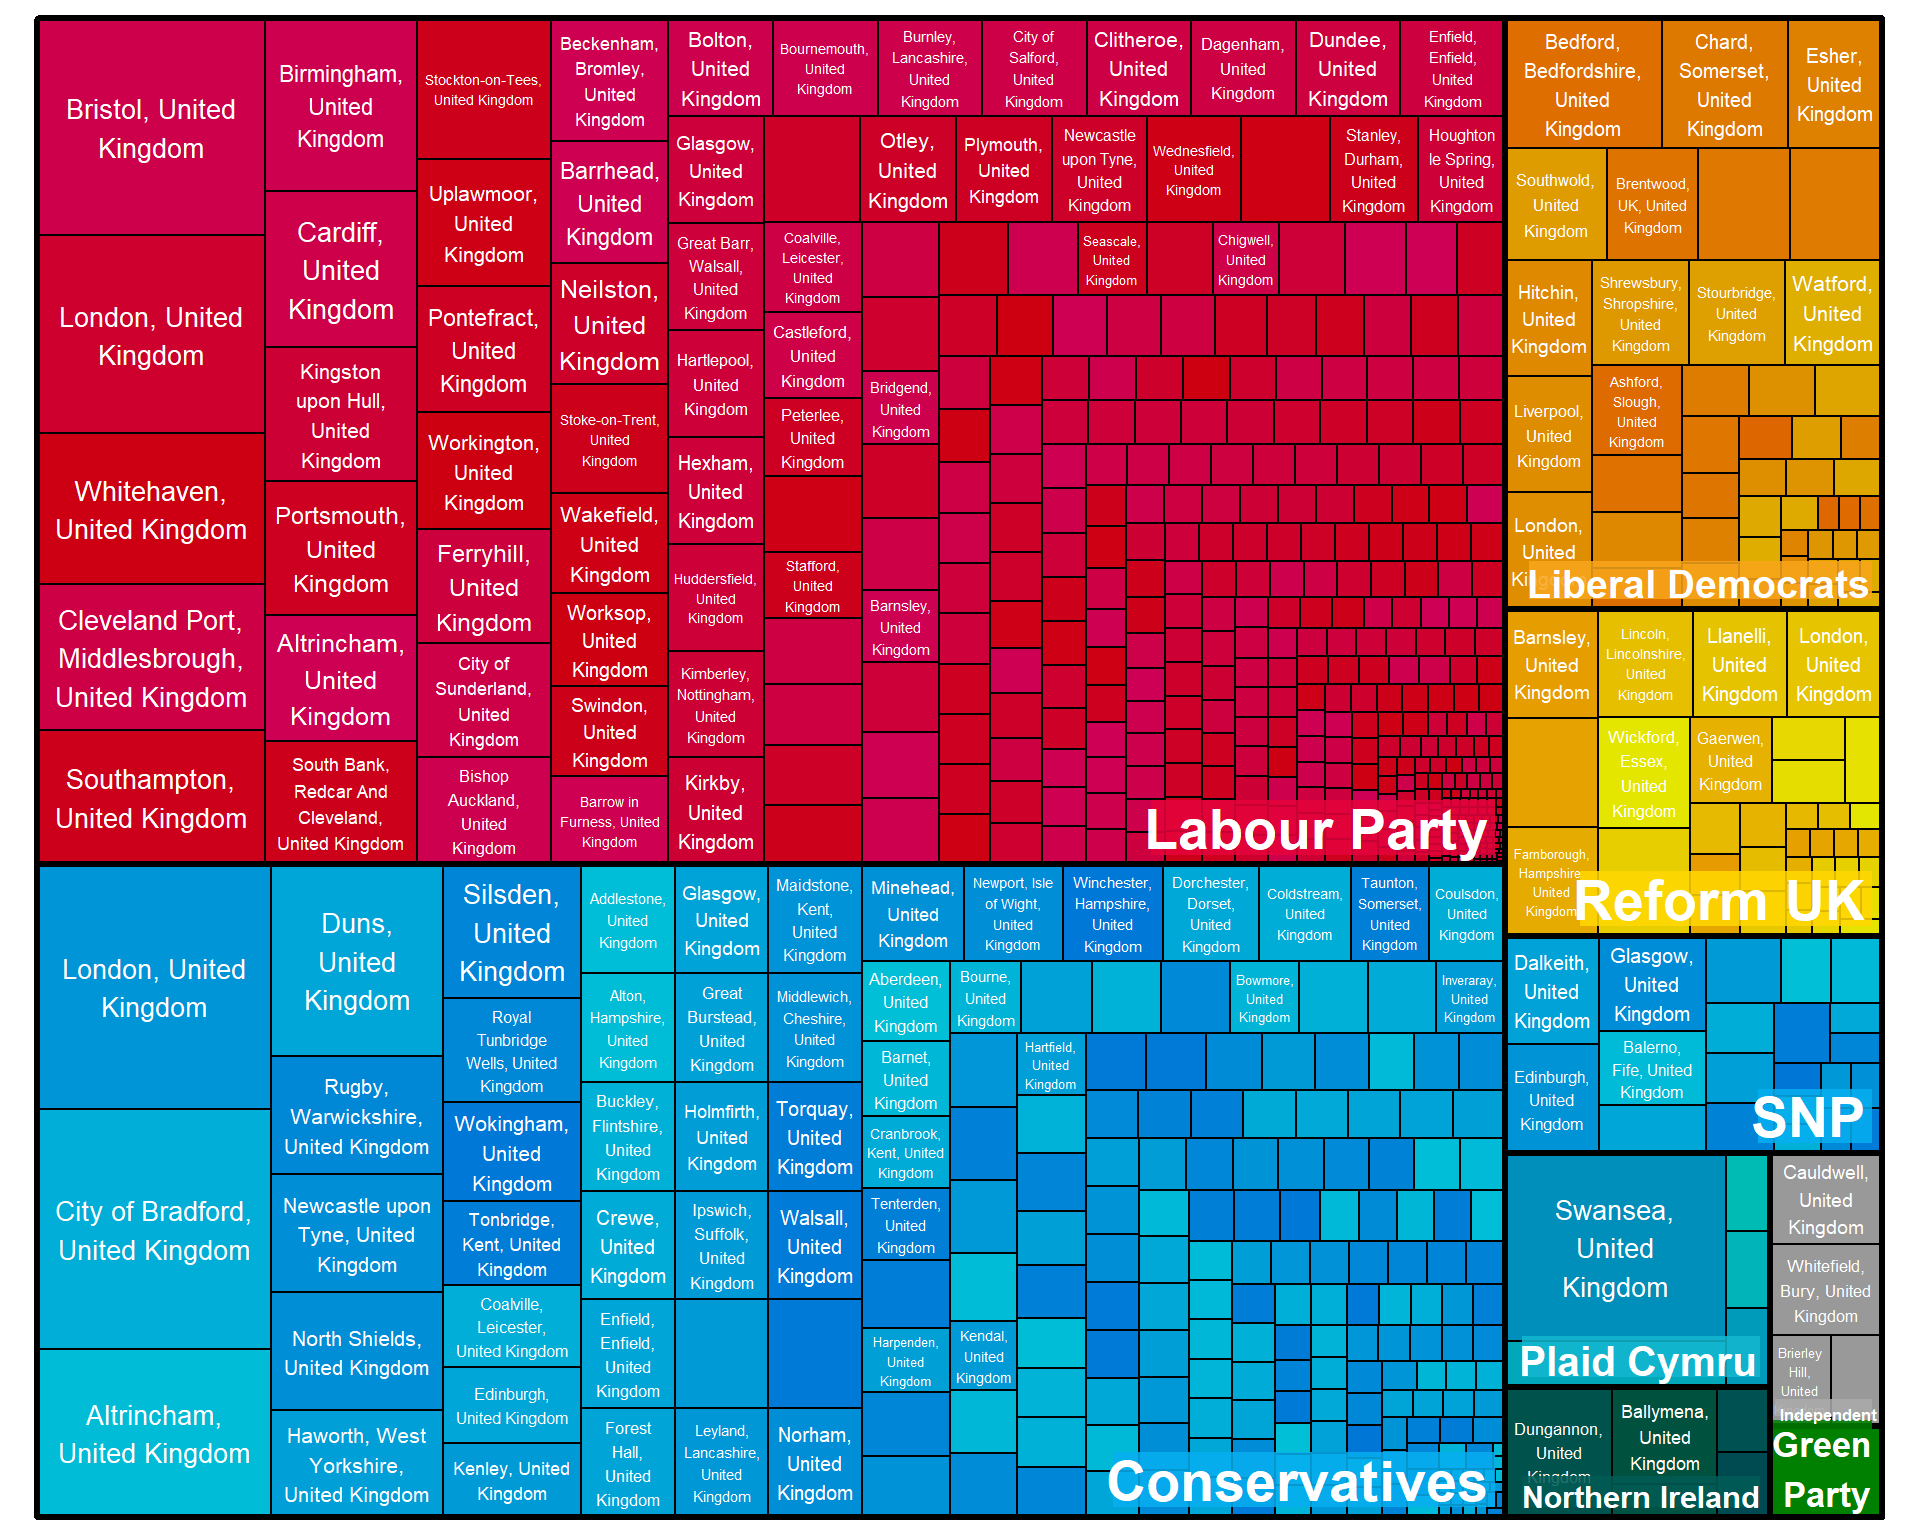 Bristol, United
Kingdom
London, United
Kingdom
Whitehaven,
United Kingdom
Cleveland Port,
Middlesbrough,
United Kingdom
Southampton,
United Kingdom
Birmingham,
United
Kingdom
Cardiff,
United
Kingdom
Kingston
upon Hull,
United
Kingdom
Portsmouth,
United
Kingdom
Altrincham,
United
Kingdom
South Bank,
Redcar And
Cleveland,
United Kingdom
Stockton-on-Tees,
United Kingdom
Uplawmoor,
United
Kingdom
Pontefract,
United
Kingdom
Workington,
United
Kingdom
Ferryhill,
United
Kingdom
City of
Sunderland,
United
Kingdom
Bishop
Auckland,
United
Kingdom
Beckenham,
Bromley,
United
Kingdom
Barrhead,
United
Kingdom
Neilston,
United
Kingdom
Stoke-on-Trent,
United
Kingdom
Wakefield,
United
Kingdom
Worksop,
United
Kingdom
Swindon,
United
Kingdom
Barrow in
Furness, United
Kingdom
Bolton,
United
Kingdom
Bournemouth,
United
Kingdom
Burnley,
Lancashire,
United
Kingdom
City of
Salford,
United
Kingdom
Clitheroe,
United
Kingdom
Dagenham,
United
Kingdom
Dundee,
United
Kingdom
Enfield,
Enfield,
United
Kingdom
Glasgow,
United
Kingdom
Otley,
United
Kingdom
Plymouth,
United
Kingdom
Newcastle
upon Tyne,
United
Kingdom
Wednesfield,
United
Kingdom
Stanley,
Durham,
United
Kingdom
Houghton
le Spring,
United
Kingdom
Great Barr,
Walsall,
United
Kingdom
Hartlepool,
United
Kingdom
Hexham,
United
Kingdom
Huddersfield,
United
Kingdom
Kimberley,
Nottingham,
United
Kingdom
Kirkby,
United
Kingdom
Coalville,
Leicester,
United
Kingdom
Castleford,
United
Kingdom
Peterlee,
United
Kingdom
Stafford,
United
Kingdom
Bridgend,
United
Kingdom
Barnsley,
United
Kingdom
Seascale,
United
Kingdom
Chigwell,
United
Kingdom
Labour Party
Bedford,
Bedfordshire,
United
Kingdom
Chard,
Somerset,
United
Kingdom
Esher,
United
Kingdom
Southwold,
United
Kingdom
Brentwood,
UK, United
Kingdom
Hitchin,
United
Kingdom
Shrewsbury,
Shropshire,
United
Kingdom
Stourbridge,
United
Kingdom
Watford,
United
Kingdom
Liverpool,
United
Kingdom
Ashford,
Slough,
United
Kingdom
London,
United
Kingdom
Liberal Democrats
Barnsley,
United
Kingdom
Lincoln,
Lincolnshire,
United
Kingdom
Llanelli,
United
Kingdom
London,
United
Kingdom
Wickford,
Essex,
United
Kingdom
Gaerwen,
United
Kingdom
Farnborough,
Hampshire,
United
Kingdom
Reform UK
London, United
Kingdom
City of Bradford,
United Kingdom
Altrincham,
United Kingdom
Duns,
United
Kingdom
Rugby,
Warwickshire,
United Kingdom
Newcastle upon
Tyne, United
Kingdom
North Shields,
United Kingdom
Haworth, West
Yorkshire,
United Kingdom
Silsden,
United
Kingdom
Royal
Tunbridge
Wells, United
Kingdom
Wokingham,
United
Kingdom
Tonbridge,
Kent, United
Kingdom
Coalville,
Leicester,
United Kingdom
Edinburgh,
United Kingdom
Kenley, United
Kingdom
Addlestone,
United
Kingdom
Alton,
Hampshire,
United
Kingdom
Buckley,
Flintshire,
United
Kingdom
Crewe,
United
Kingdom
Enfield,
Enfield,
United
Kingdom
Forest
Hall,
United
Kingdom
Glasgow,
United
Kingdom
Great
Burstead,
United
Kingdom
Holmfirth,
United
Kingdom
Ipswich,
Suffolk,
United
Kingdom
Leyland,
Lancashire,
United
Kingdom
Maidstone,
Kent,
United
Kingdom
Middlewich,
Cheshire,
United
Kingdom
Torquay,
United
Kingdom
Walsall,
United
Kingdom
Norham,
United
Kingdom
Minehead,
United
Kingdom
Newport, Isle
of Wight,
United
Kingdom
Winchester,
Hampshire,
United
Kingdom
Dorchester,
Dorset,
United
Kingdom
Coldstream,
United
Kingdom
Taunton,
Somerset,
United
Kingdom
Coulsdon,
United
Kingdom
Aberdeen,
United
Kingdom
Barnet,
United
Kingdom
Cranbrook,
Kent, United
Kingdom
Tenterden,
United
Kingdom
Harpenden,
United
Kingdom
Bourne,
United
Kingdom
Bowmore,
United
Kingdom
Inveraray,
United
Kingdom
Hartfield,
United
Kingdom
Kendal,
United
Kingdom
Conservatives
Dalkeith,
United
Kingdom
Glasgow,
United
Kingdom
Edinburgh,
United
Kingdom
Balerno,
Fife, United
Kingdom
SNP
Swansea,
United
Kingdom
Plaid Cymru
Cauldwell,
United
Kingdom
Whitefield,
Bury, United
Kingdom
Brierley
Hill,
United
Independent
Dungannon,
United
Kingdom
Ballymena,
United
Kingdom
Northern Ireland
Green
Party